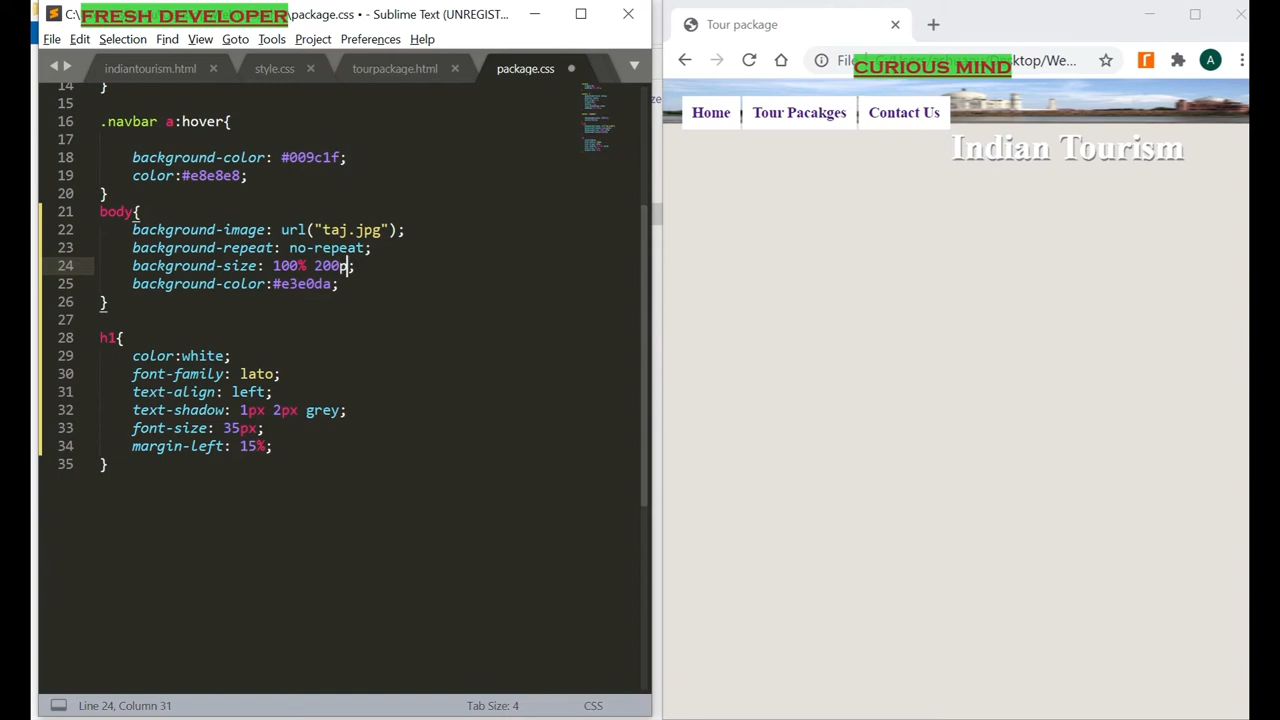 C:\ FRESH DEVELOPER \package.css • - Sublime Text (UNREGIST...
File Edit Selection Find View Goto Tools Project Preferences Help
indiantourism.html style.css tourpackage.html package.css
14 }
15
16 .navbar a:hover{
17
18 background-color: #009c1f;
19 color:#e8e8e8;
20 }
21 body{
22 background-image: url("taj.jpg");
23 background-repeat: no-repeat;
24 background-size: 100% 200p;
25 background-color:#e3e0da;
26 }
27
28 h1{
29 color:white;
30 font-family: lato;
31 text-align: left;
32 text-shadow: 1px 2px grey;
33 font-size: 35px;
34 margin-left: 15%;
35 }
Line 24, Column 31 Tab Size: 4 CSS
Tour package
File /Desktop/We... A
CURIOUS MIND
Home Tour Pacakges Contact Us
Indian Tourism